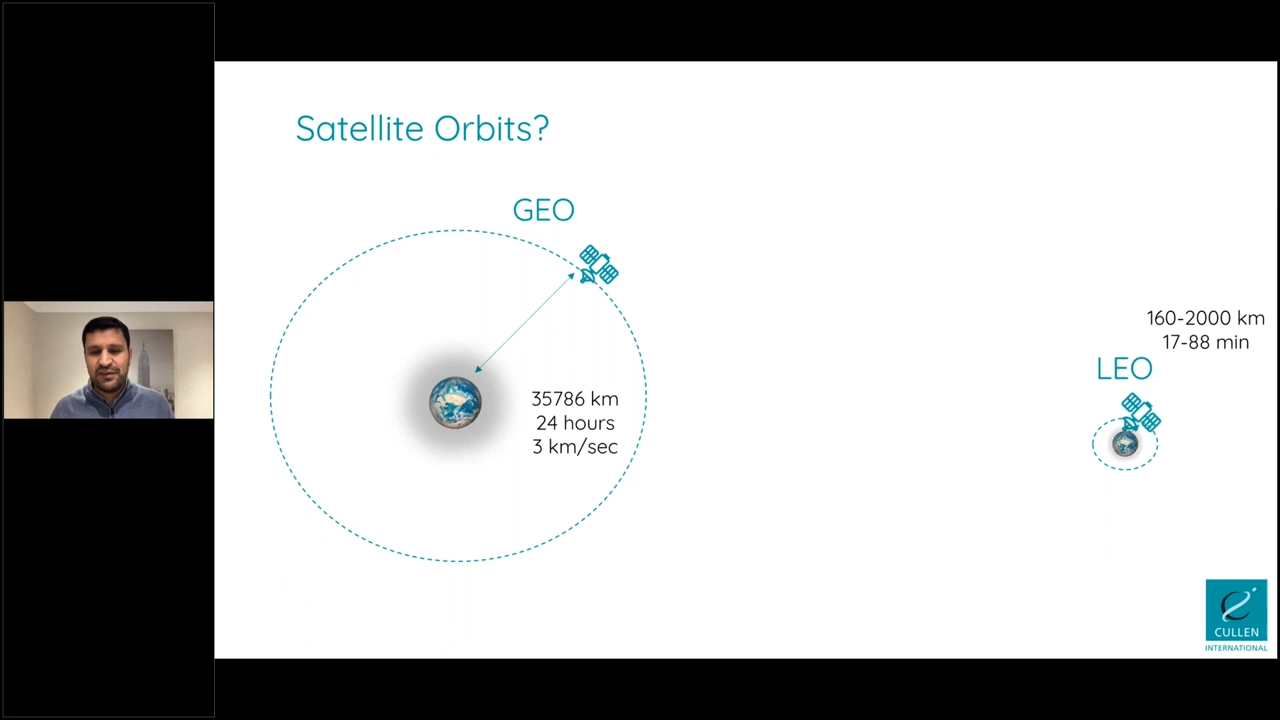 Satellite Orbits?
GEO
35786 km
24 hours
3 km/sec
160-2000 km
17-88 min
LEO
CULLEN
INTERNATIONAL